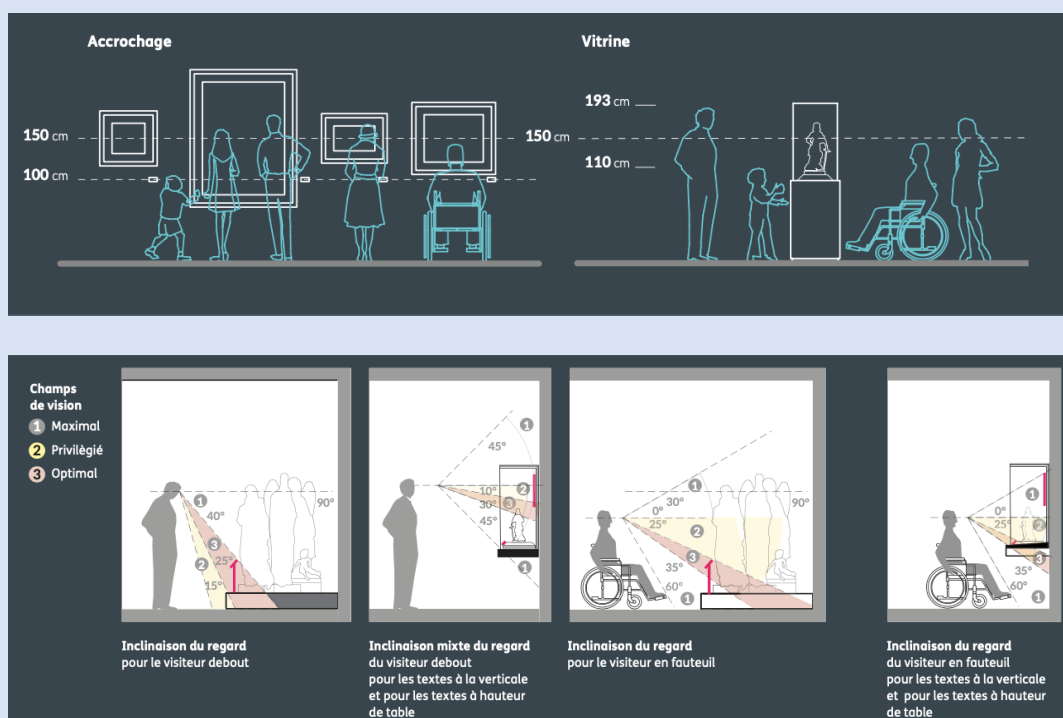 Accrochage
150 cm
100 cm
Vitrine
193 cm
150 cm
110 cm
Champs
de vision
1 Maximal
2 Privilègié
3 Optimal
1
40°
90°
3
25°
2
15°
Inclinaison du regard
pour le visiteur debout
1
45°
10°
2
30°
3
45°
1
Inclinaison mixte du regard
du visiteur debout
pour les textes à la verticale
et pour les textes à hauteur
de table
1
30°
90°
0°
25°
2
3
35°
60°
1
Inclinaison du regard
pour le visiteur en fauteuil
1
0°
25°
2
3
35°
60°
1
Inclinaison du regard
du visiteur en fauteuil
pour les textes à la verticale
et pour les textes à hauteur
de table